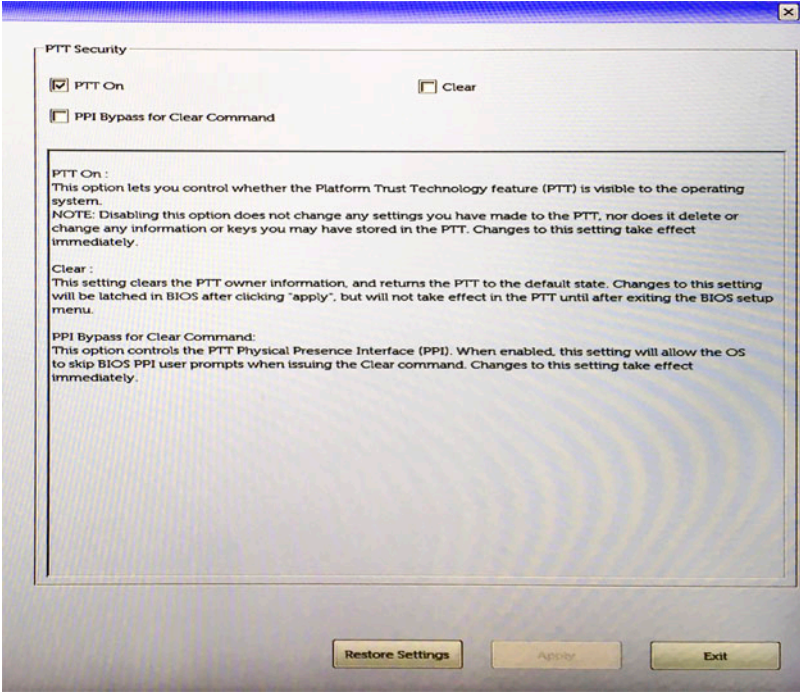 PTT Security
PTT On
Clear
PPI Bypass for Clear Command
PTT On :
This option lets you control whether the Platform Trust Technology feature (PTT) is visible to the operating
system.
NOTE: Disabling this option does not change any settings you have made to the PTT, nor does it delete or
change any information or keys you may have stored in the PTT. Changes to this setting take effect
immediately.
Clear :
This setting clears the PTT owner information, and returns the PTT to the default state. Changes to this setting
will be latched in BIOS after clicking "apply", but will not take effect in the PTT until after exiting the BIOS setup
menu.
PPI Bypass for Clear Command:
This option controls the PTT Physical Presence Interface (PPI). When enabled, this setting will allow the OS
to skip BIOS PPI user prompts when issuing the Clear command. Changes to this setting take effect
immediately.
Restore Settings
Apply
Exit